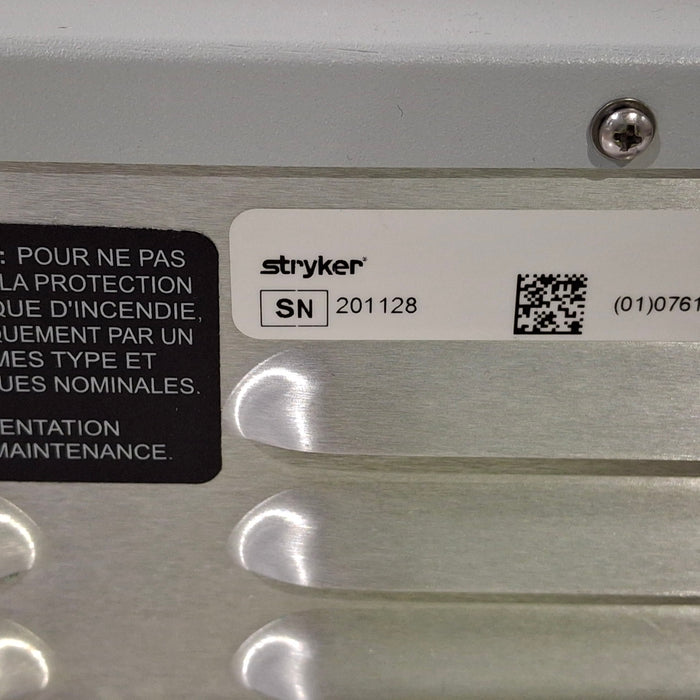 : POUR NE PAS
LA PROTECTION
QUE D'INCENDIE,
QUEMENT PAR UN
MES TYPE ET
UES NOMINALES.
ENTATION
MAINTENANCE.
stryker
SN 201128
(01)0761